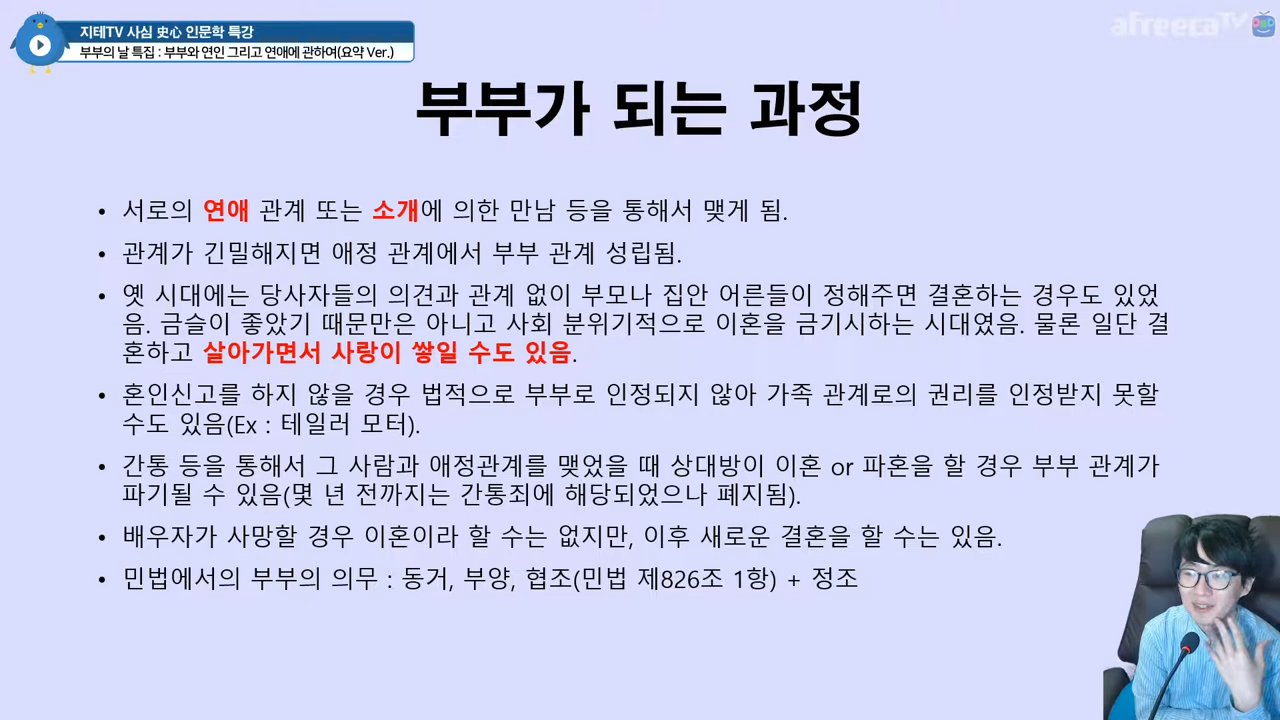 지테TV 사심 史心 인문학 특강
부부의 날 특집 : 부부와 연인 그리고 연애에 관하여(요약 Ver.)
afreecaTV
부부가 되는 과정
• 서로의 연애 관계 또는 소개에 의한 만남 등을 통해서 맺게 됨.
• 관계가 긴밀해지면 애정 관계에서 부부 관계 성립됨.
• 옛 시대에는 당사자들의 의견과 관계 없이 부모나 집안 어른들이 정해주면 결혼하는 경우도 있었
음. 금슬이 좋았기 때문만은 아니고 사회 분위기적으로 이혼을 금기시하는 시대였음. 물론 일단 결
혼하고 살아가면서 사랑이 쌓일 수도 있음.
• 혼인신고를 하지 않을 경우 법적으로 부부로 인정되지 않아 가족 관계로의 권리를 인정받지 못할
수도 있음(Ex : 테일러 모터).
• 간통 등을 통해서 그 사람과 애정관계를 맺었을 때 상대방이 이혼 or 파혼을 할 경우 부부 관계가
파기될 수 있음(몇 년 전까지는 간통죄에 해당되었으나 폐지됨).
• 배우자가 사망할 경우 이혼이라 할 수는 없지만, 이후 새로운 결혼을 할 수는 있음.
• 민법에서의 부부의 의무 : 동거, 부양, 협조(민법 제826조 1항) + 정조